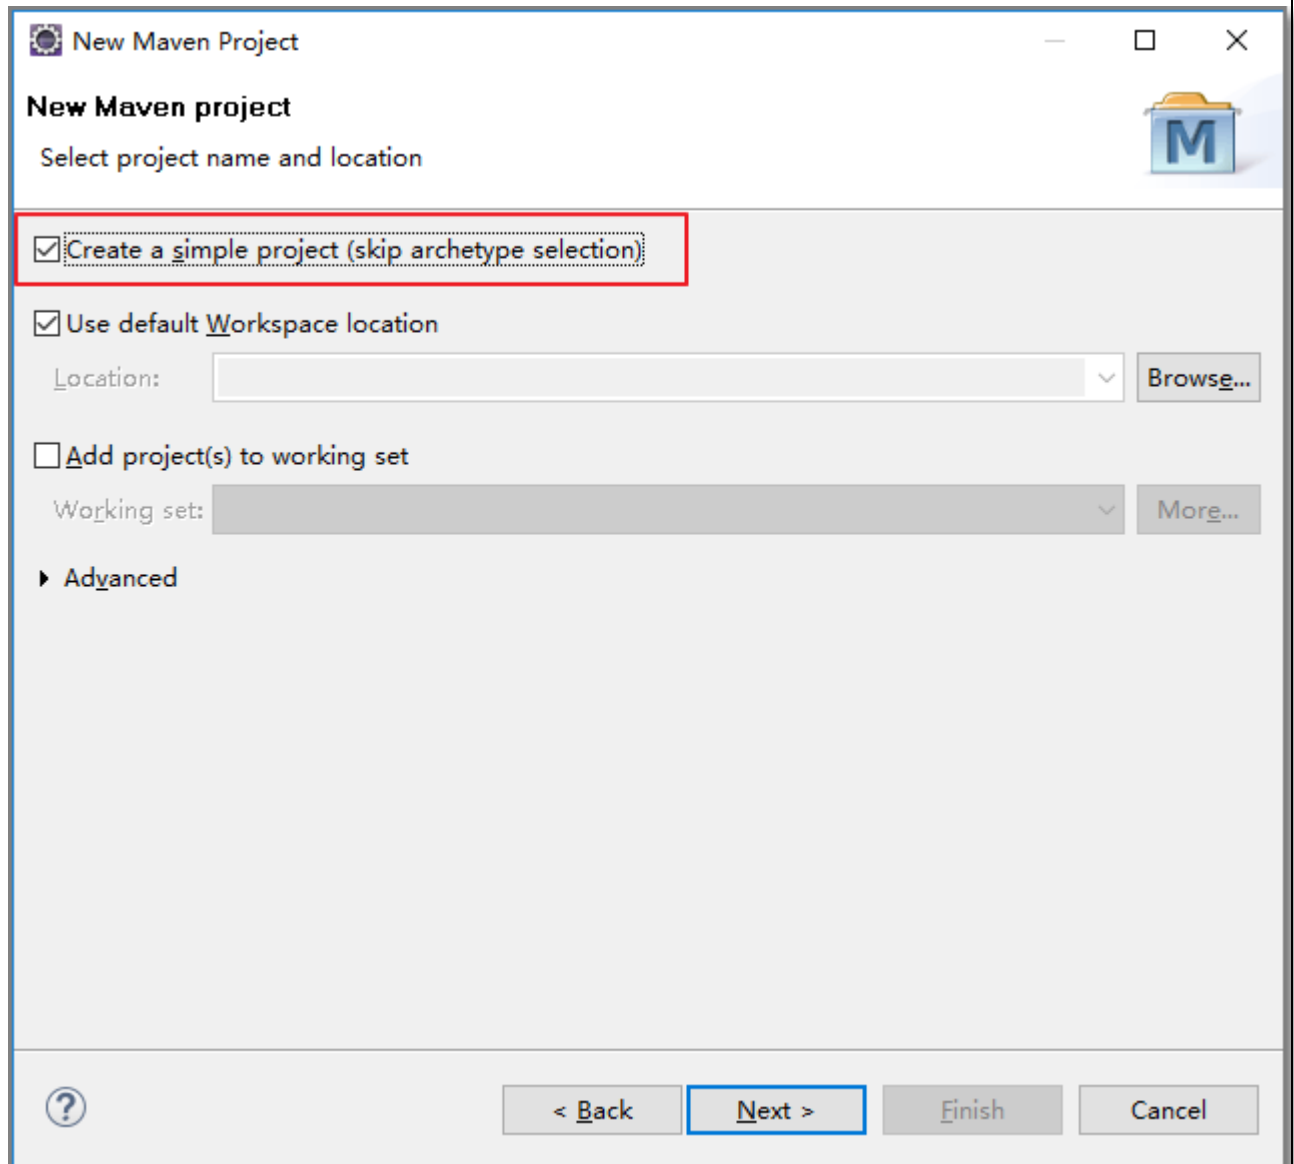 New Maven Project
New Maven project
M
Select project name and location
Create a simple project (skip archetype selection)
Use default Workspace location
Location:
Browse...
Add project(s) to working set
Working set:
More...
Advanced
?
< Back
Next >
Finish
Cancel